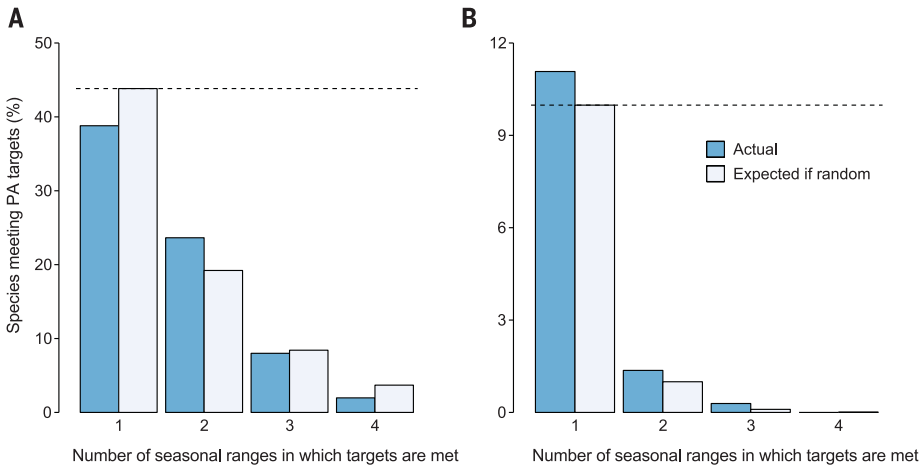 A
Species meeting PA targets (%)
50
40
30
20
10
0
1 2 3 4
Number of seasonal ranges in which targets are met
B
12
9
6
3
0
Actual
Expected if random
1 2 3 4
Number of seasonal ranges in which targets are met